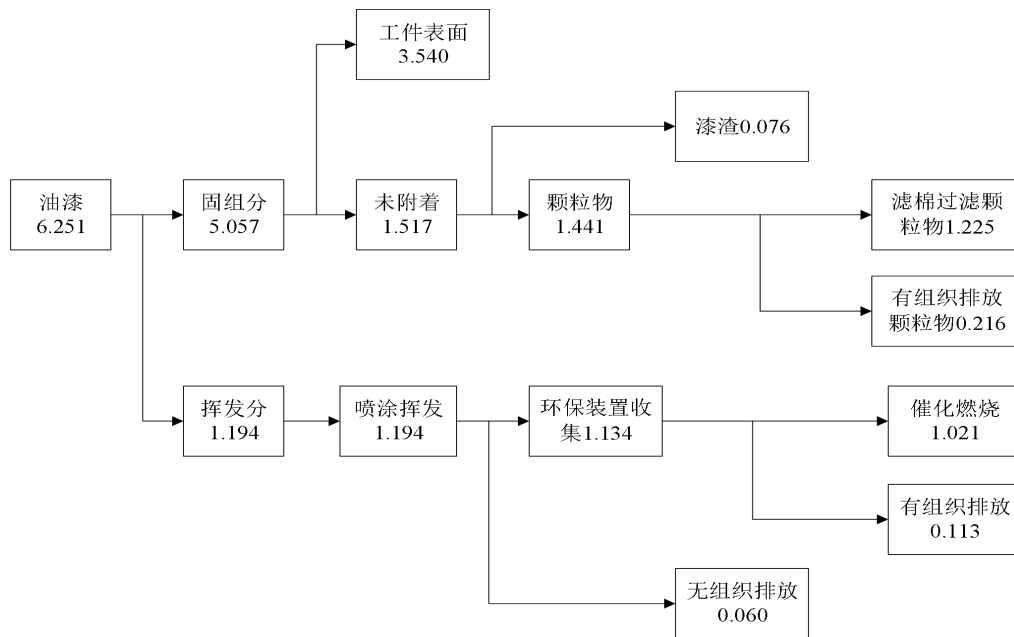 工件表面
3.540
漆渣0.076
油漆
6.251
固组分
5.057
未附着
1.517
颗粒物
1.441
滤棉过滤颗
粒物1.225
有组织排放
颗粒物0.216
挥发分
1.194
喷涂挥发
1.194
环保装置收
集1.134
催化燃烧
1.021
有组织排放
0.113
无组织排放
0.060